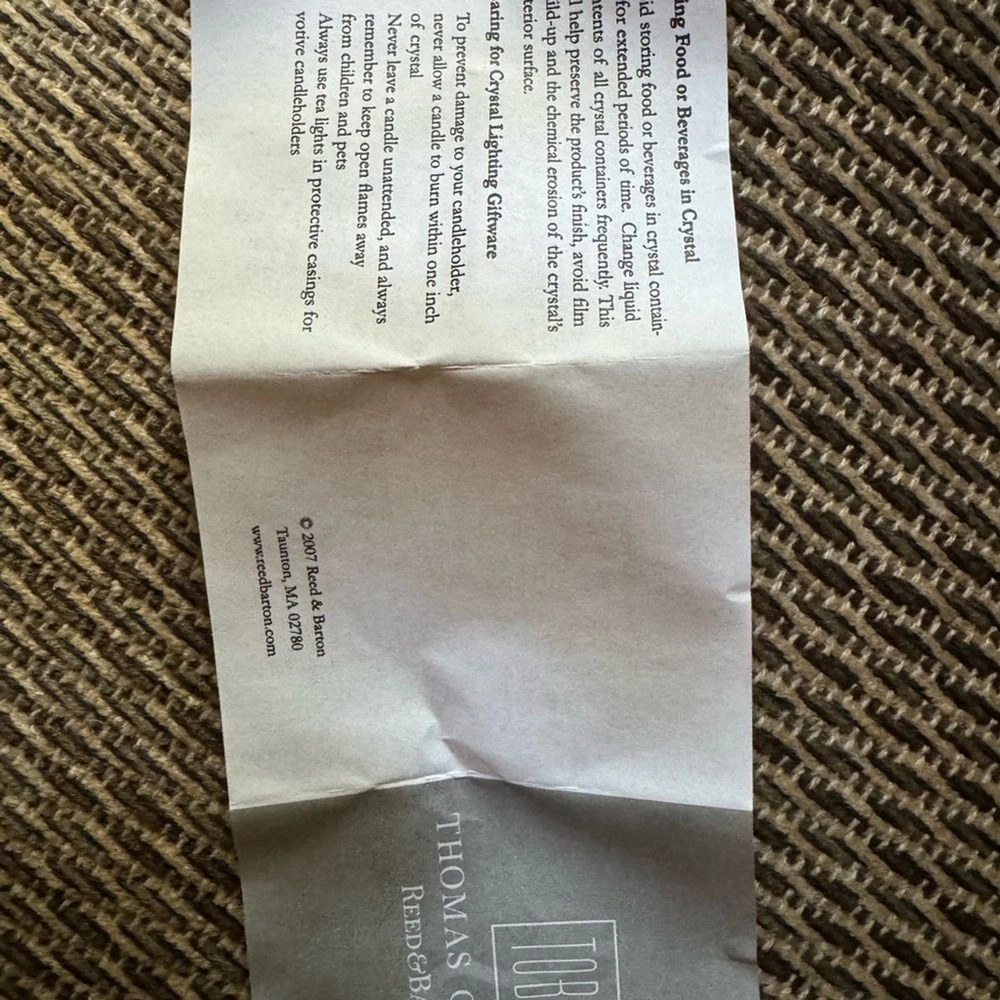 ing Food or Beverages in Crystal
id storing food or beverages in crystal contain-
for extended periods of time. Change liquid
tents of all crystal containers frequently. This
l help preserve the product's finish, avoid film
ild-up and the chemical erosion of the crystal's
terior surface.
aring for Crystal Lighting Giftware
To prevent damage to your candleholder,
never allow a candle to burn within one inch
of crystal
Never leave a candle unattended, and always
remember to keep open flames away
from children and pets
Always use tea lights in protective casings for
votive candleholders
© 2007 Reed & Barton
Taunton, MA 02780
www.reedbarton.com
TOB
THOMAS O
REED&BA